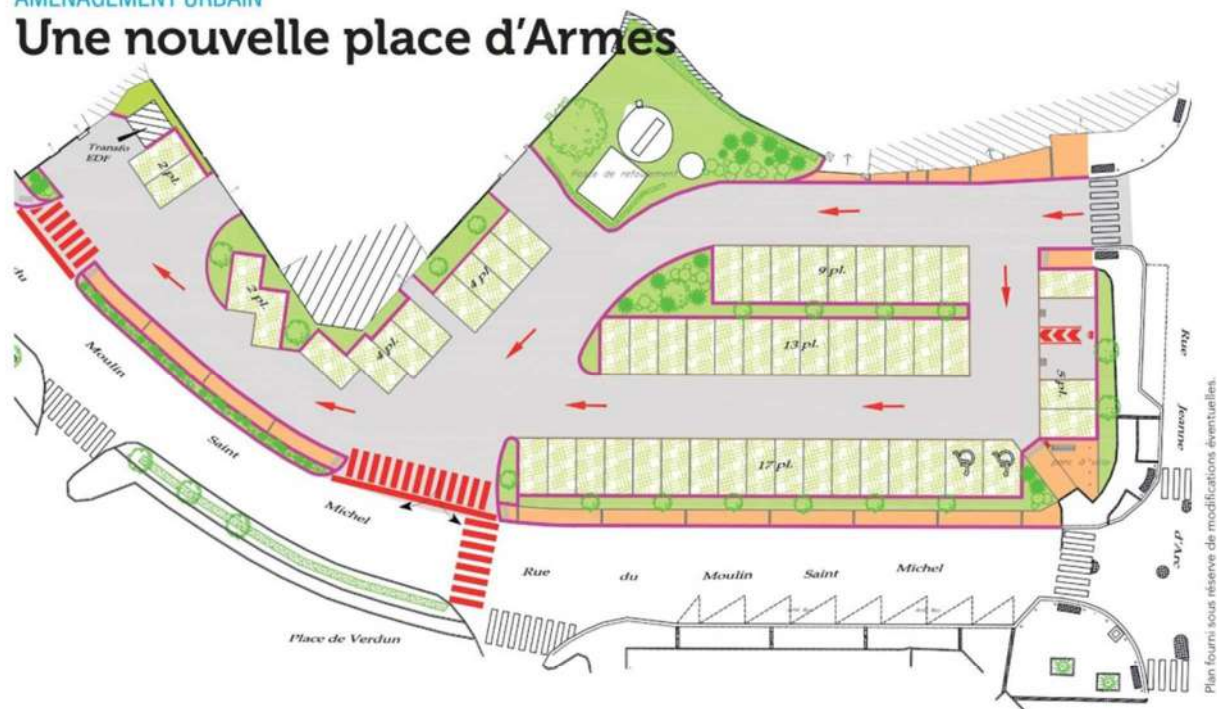 AMÉNAGEMENT URBAIN
Une nouvelle place d'Armes
Transfo
EDF
2 pl.
2 pl.
4 pl.
4 pl.
9 pl.
13 pl.
5 pl.
17 pl.
du
Moulin
Saint
Michel
Rue du Moulin Saint Michel
Place de Verdun
Rue
Jeanne
d'Arc
Plan fourni sous réserve de modifications éventuelles.